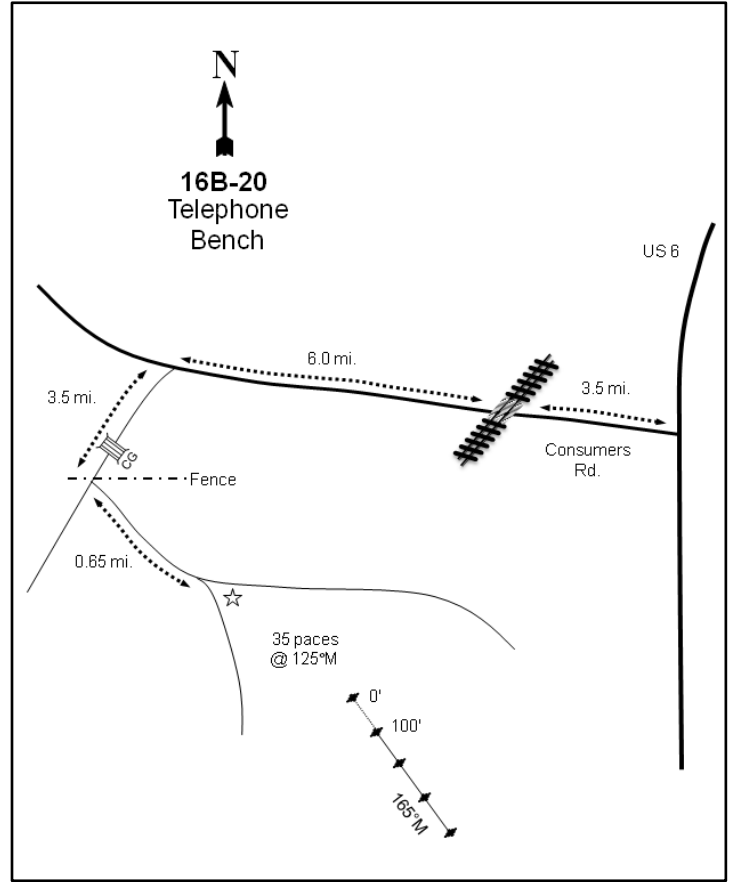 N
16B-20
Telephone
Bench
US 6
6.0 mi.
3.5 mi.
3.5 mi.
CG
Consumers
Rd.
Fence
0.65 mi.
35 paces
@ 125°M
0'
100'
165°M